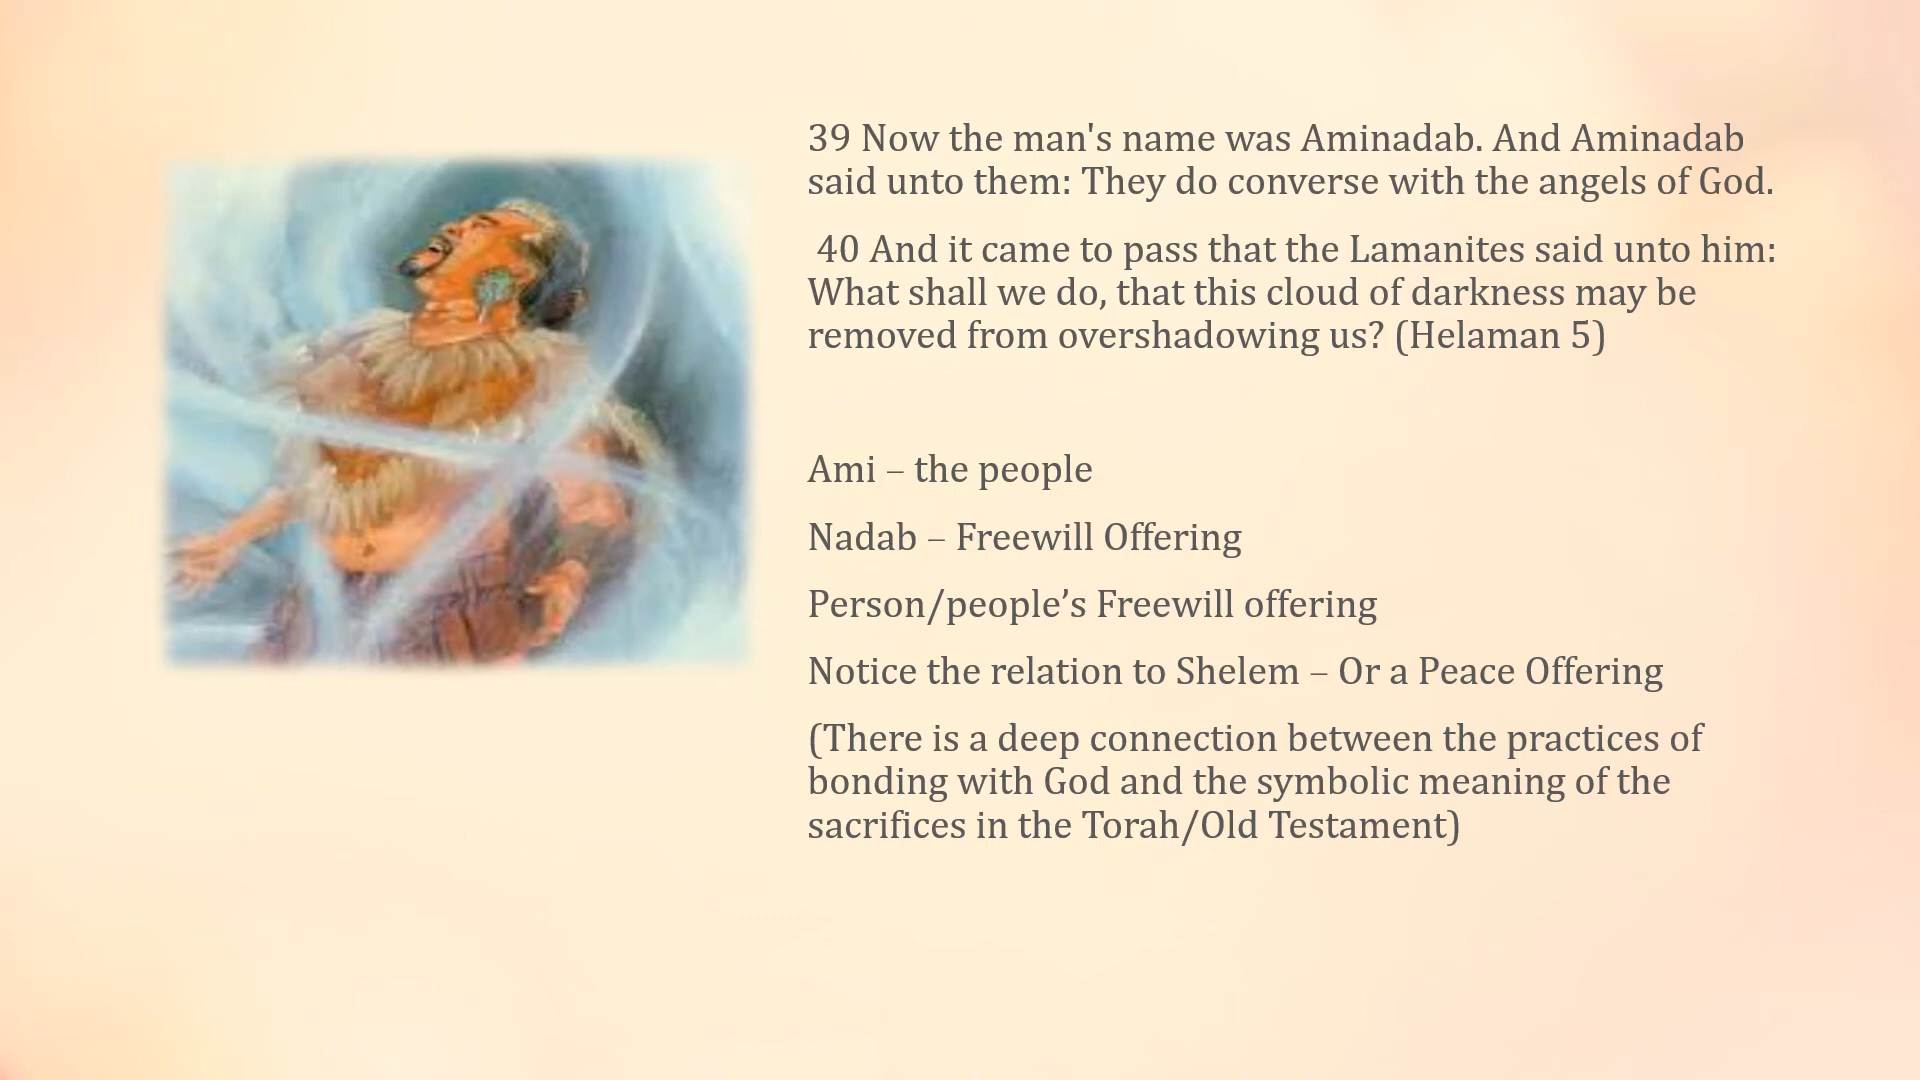 39 Now the man's name was Aminadab. And Aminadab
said unto them: They do converse with the angels of God.
40 And it came to pass that the Lamanites said unto him:
What shall we do, that this cloud of darkness may be
removed from overshadowing us? (Helaman 5)
Ami – the people
Nadab – Freewill Offering
Person/people’s Freewill offering
Notice the relation to Shelem – Or a Peace Offering
(There is a deep connection between the practices of
bonding with God and the symbolic meaning of the
sacrifices in the Torah/Old Testament)